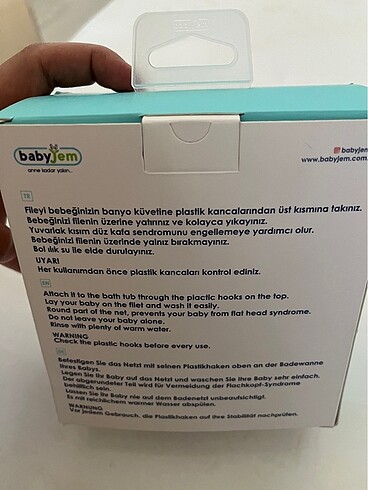 babyjem
anne kadar yakın...
babyjem
www.babyjem.com
TR
Fileyi bebeğinizin banyo küvetine plastik kancalarından üst kısmına takınız.
Bebeğinizi filenin üzerine yatırınız ve kolayca yıkayınız.
Yuvarlak kısım düz kafa sendromunu engellemeye yardımcı olur.
Bebeğinizi filenin üzerinde yalnız bırakmayınız.
Bol ılık su ile elde durulayınız.
UYARI
Her kullanımdan önce plastik kancaları kontrol ediniz.
EN
Attach it to the bath tub through the plactic hooks on the top.
Lay your baby on the filet and wash it easily.
Round part of the net, prevents your baby from flat head syndrome.
Do not leave your baby alone.
Rinse with plenty of warm water.
WARNING
Check the plastic hooks before every use.
Befestigen Sie das Netzt mit seinen Plastikhaken oben an der Badewanne
Ihres Babys.
Legen Sie Ihr Baby auf das Netzt und waschen Sie Ihre Baby sehr einfach.
Der abgerundeter Teil wird für Vermeidung der Flachkopf-Syndrome
behilflich sein.
Lassen Sie Ihr Baby nie auf dem Badenetzt unbeaufsichtigt.
Es mit reichlichem warmer Wasser abspülen.
WARNUNG
Vor jedem Gebrauch, die Plastikhaken auf Ihre Stabilität nachprüfen.